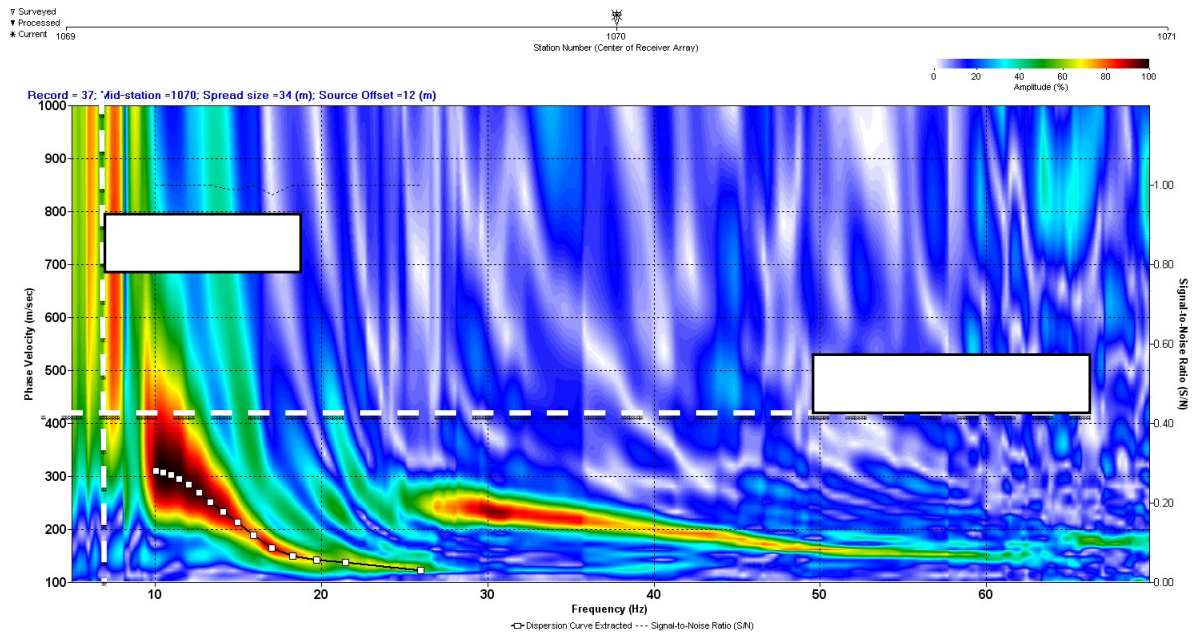 ▿ Surveyed
▼ Processed
✳ Current
1069
1070
1071
Station Number (Center of Receiver Array)
0 20 40 60 80 100
Amplitude (%)
Record = 37; Mid-station =1070; Spread size =34 (m); Source Offset =12 (m)
1000
900
800
700
600
500
400
300
200
100
Phase Velocity (m/sec)
1.00
0.80
0.60
0.40
0.20
0.00
Signal-to-Noise Ratio (S/N)
10 20 30 40 50 60
Frequency (Hz)
-□- Dispersion Curve Extracted --- Signal-to-Noise Ratio (S/N)